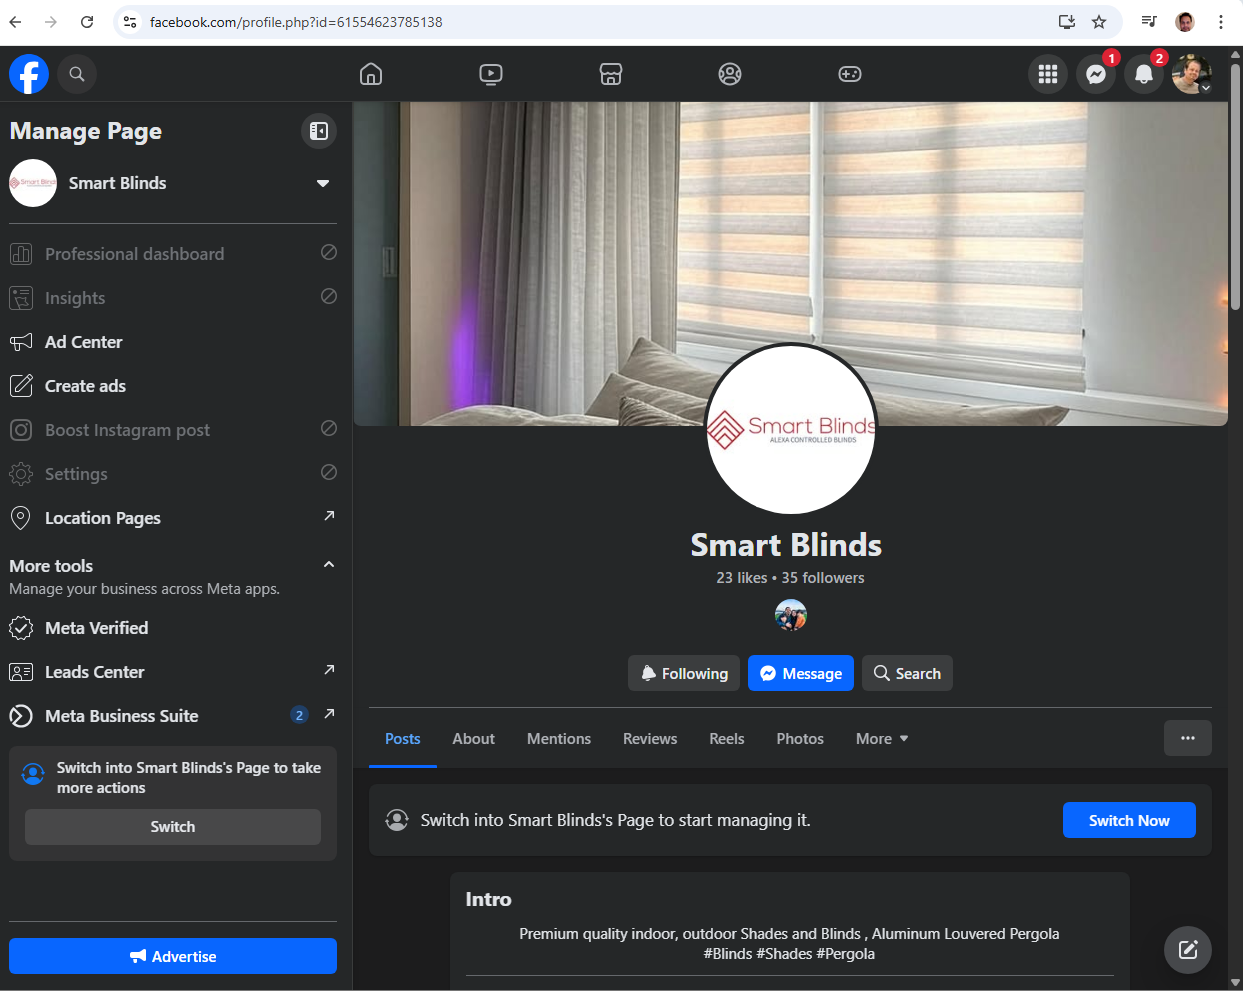 facebook.com/profile.php?id=61554623785138
1
2
Manage Page
Smart Blinds
Smart Blinds
Professional dashboard
Insights
Ad Center
Create ads
Boost Instagram post
Settings
Location Pages
More tools
Manage your business across Meta apps.
Meta Verified
Leads Center
Meta Business Suite
2
Switch into Smart Blinds's Page to take
more actions
Switch
Advertise
Smart Blinds
ALEXA CONTROLLED BLINDS
Smart Blinds
23 likes • 35 followers
Following
Message
Search
Posts
About
Mentions
Reviews
Reels
Photos
More
Switch into Smart Blinds's Page to start managing it.
Switch Now
Intro
Premium quality indoor, outdoor Shades and Blinds , Aluminum Louvered Pergola
#Blinds #Shades #Pergola